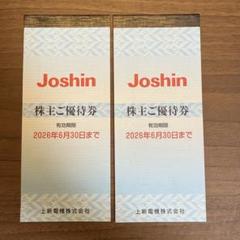 Joshin
株主ご優待券
有効期限
2026年6月30日まで
上新電機株式会社
Joshin
株主ご優待券
有効期限
2026年6月30日まで
上新電機株式会社